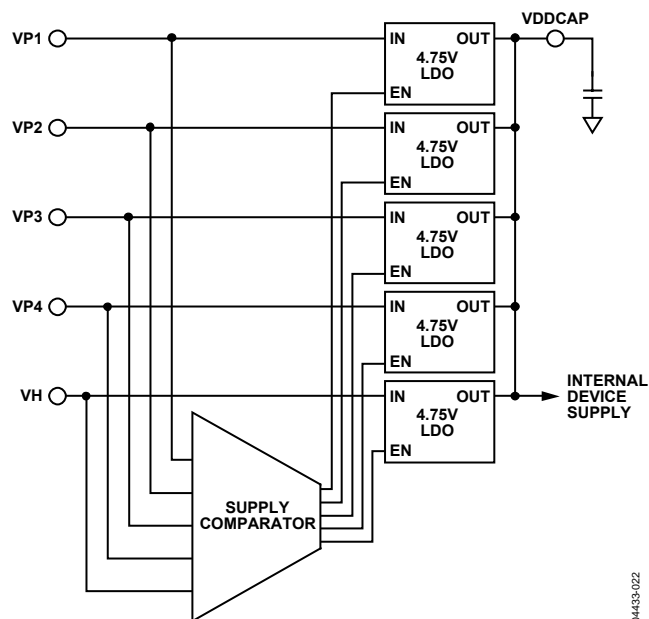 VP1
IN
OUT
4.75V
LDO
EN
VDDCAP
VP2
IN
OUT
4.75V
LDO
EN
VP3
IN
OUT
4.75V
LDO
EN
VP4
IN
OUT
4.75V
LDO
EN
VH
IN
OUT
4.75V
LDO
EN
INTERNAL
DEVICE
SUPPLY
SUPPLY
COMPARATOR
04433-022